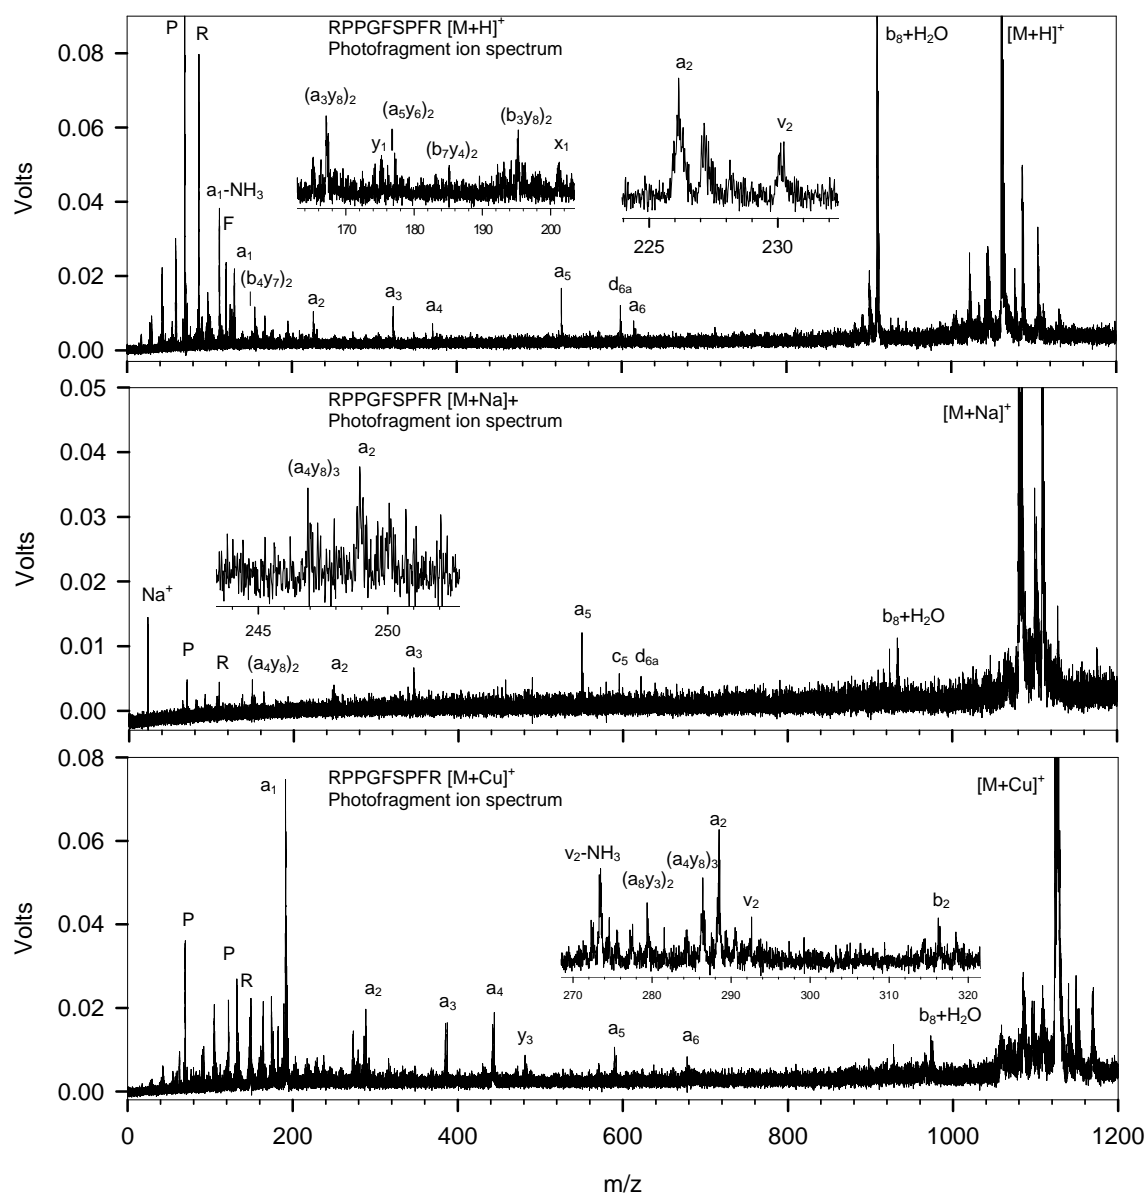 P
R
RPPGFSPFR [M+H]⁺
Photofragment ion spectrum
b₈+H₂O
[M+H]⁺
0.08
0.06
0.04
0.02
0.00
Volts
(a₃y₈)₂
y₁
(a₅y₆)₂
(b₇y₄)₂
(b₃y₈)₂
x₁
170
180
190
200
a₂
v₂
225
230
a₁-NH₃
F
a₁
(b₄y₇)₂
a₂
a₃
a₄
a₅
d₆ₐ
a₆
RPPGFSPFR [M+Na]+
Photofragment ion spectrum
[M+Na]⁺
0.05
0.04
0.03
0.02
0.01
0.00
Volts
(a₄y₈)₃
a₂
245
250
Na⁺
P
R
(a₄y₈)₂
a₂
a₃
a₅
c₅
d₆ₐ
b₈+H₂O
RPPGFSPFR [M+Cu]⁺
Photofragment ion spectrum
[M+Cu]⁺
0.08
0.06
0.04
0.02
0.00
Volts
a₁
P
P
R
a₂
a₃
a₄
y₃
a₅
a₆
b₈+H₂O
v₂-NH₃
(a₈y₃)₂
(a₄y₈)₃
a₂
v₂
b₂
270
280
290
300
310
320
0
200
400
600
800
1000
1200
m/z